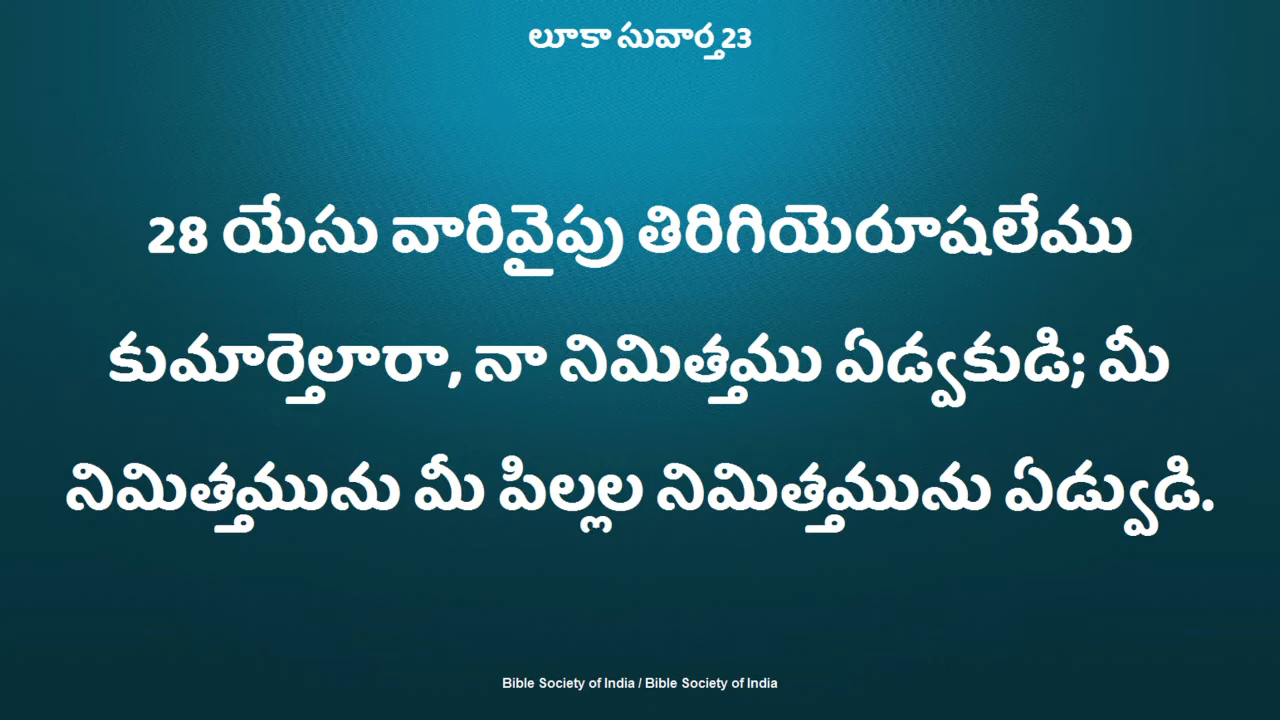 లూకా సువార్త 23
28 యేసు వారివైపు తిరిగియెరూషలేము
కుమార్తెలారా, నా నిమిత్తము ఏడ్వకుడి; మీ
నిమిత్తమును మీ పిల్లల నిమిత్తమును ఏడ్వుడి.
Bible Society of India / Bible Society of India